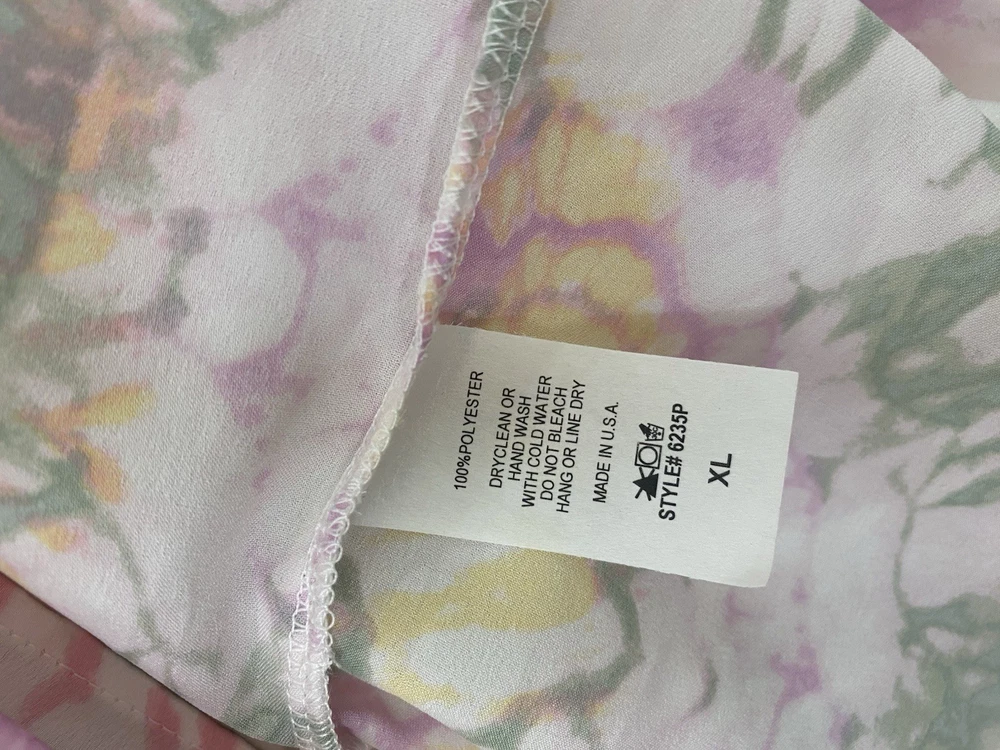 100%POLYESTER
DRYCLEAN OR
HAND WASH
WITH COLD WATER
DO NOT BLEACH
HANG OR LINE DRY
MADE IN U.S.A.
STYLE# 6235P
XL